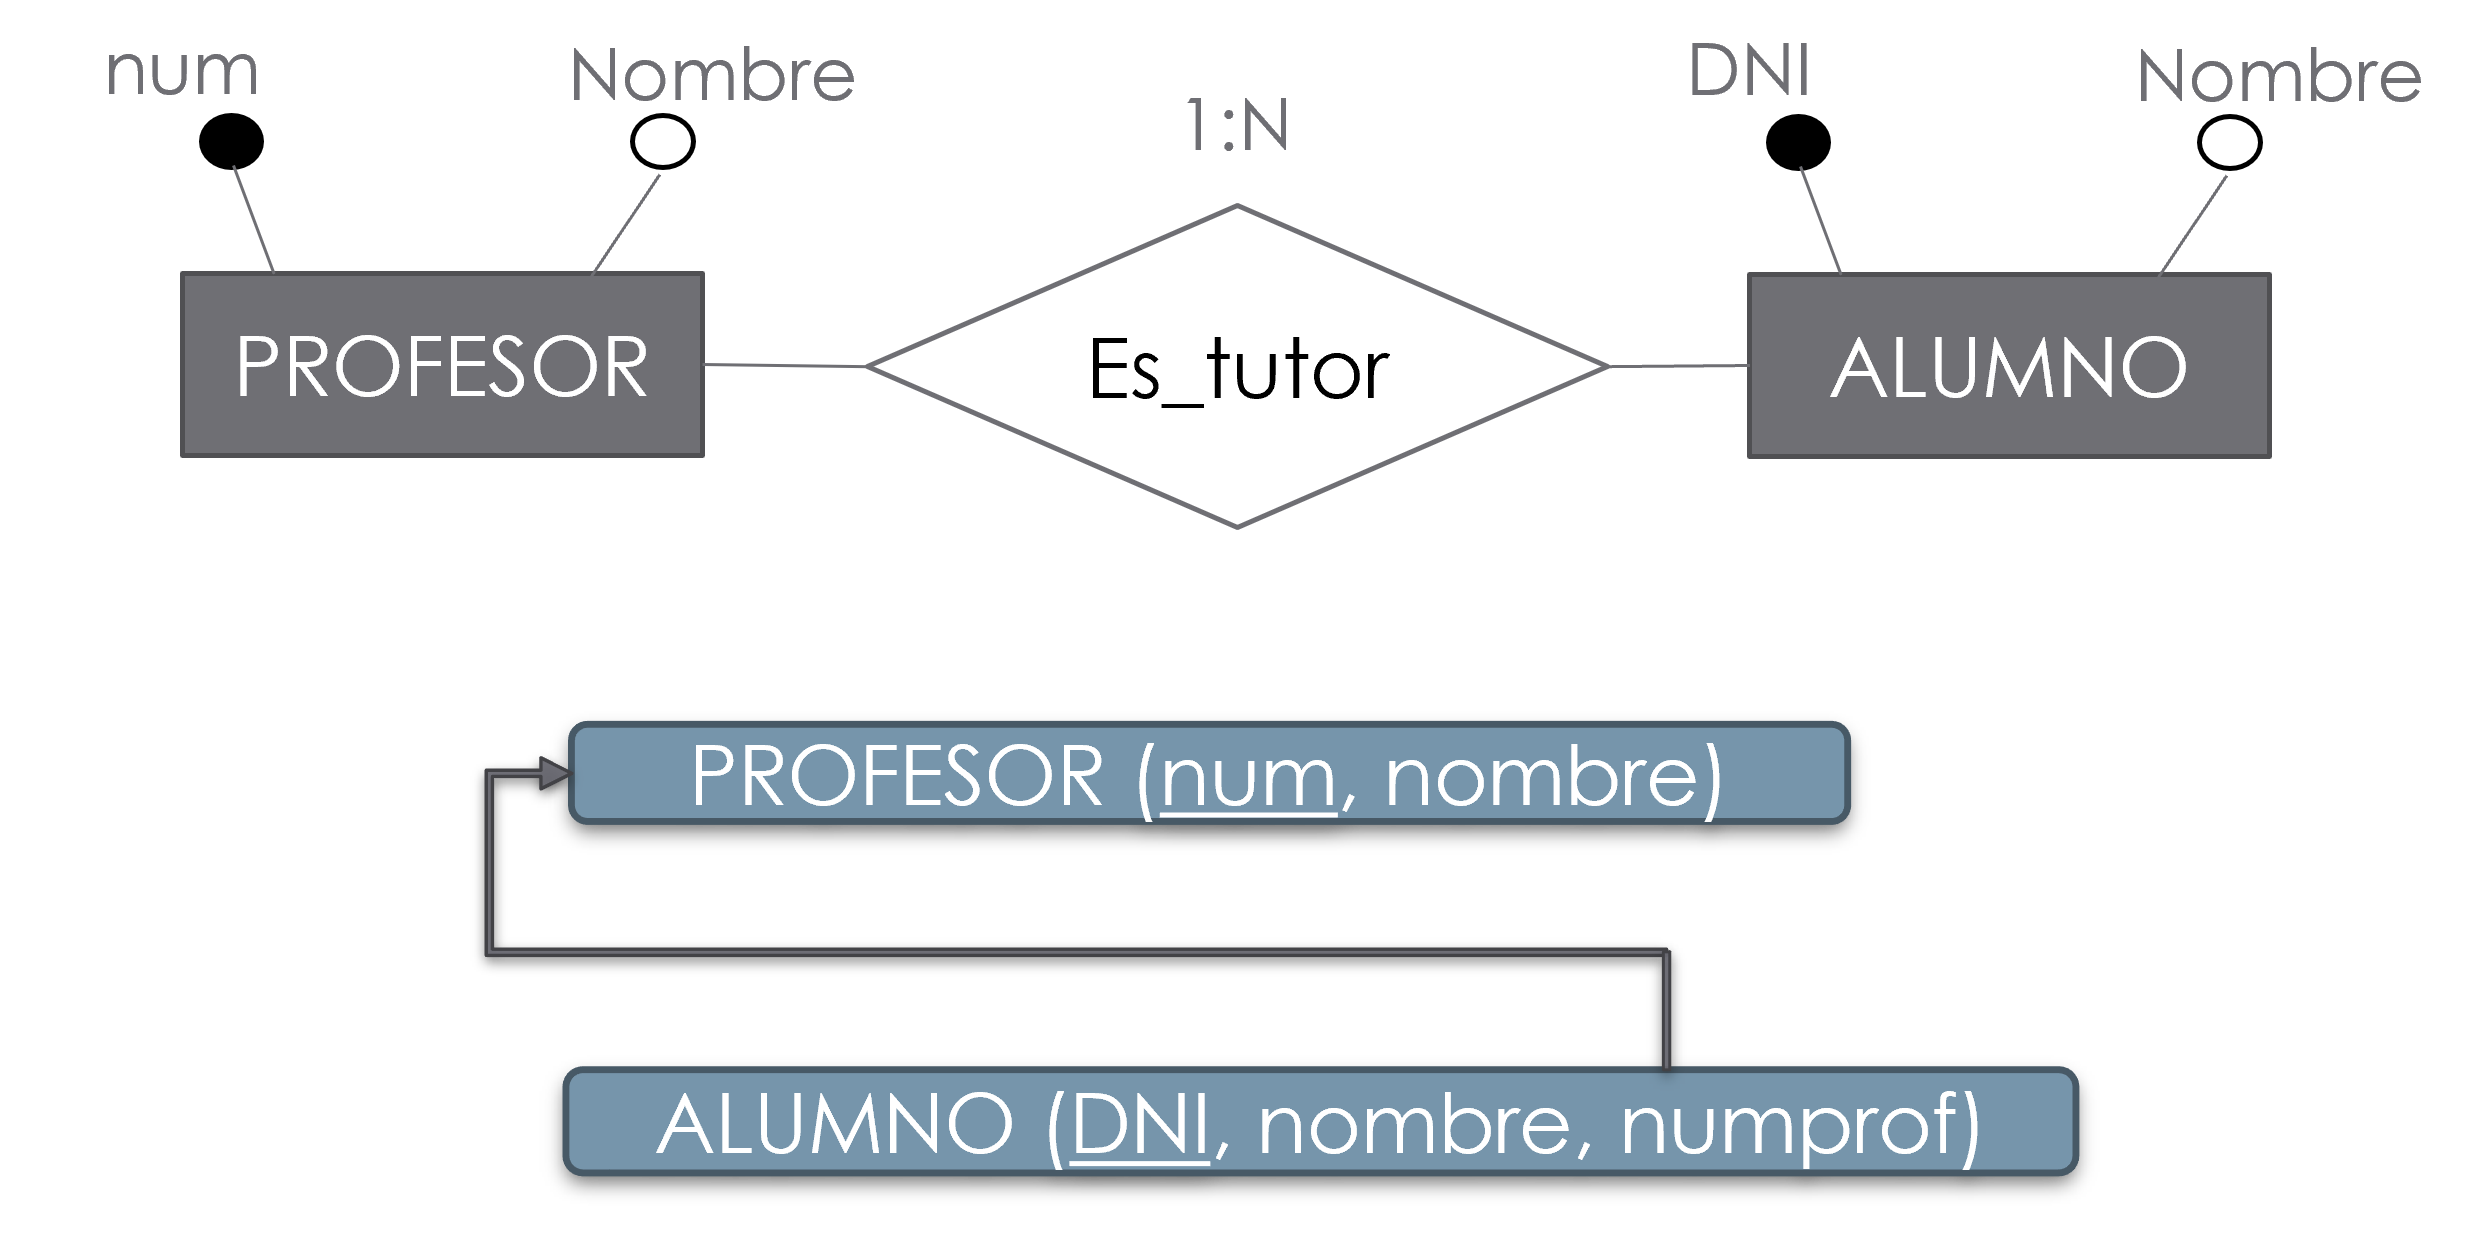 num
Nombre
DNI
Nombre
1:N
PROFESOR
Es_tutor
ALUMNO
PROFESOR (num, nombre)
ALUMNO (DNI, nombre, numprof)